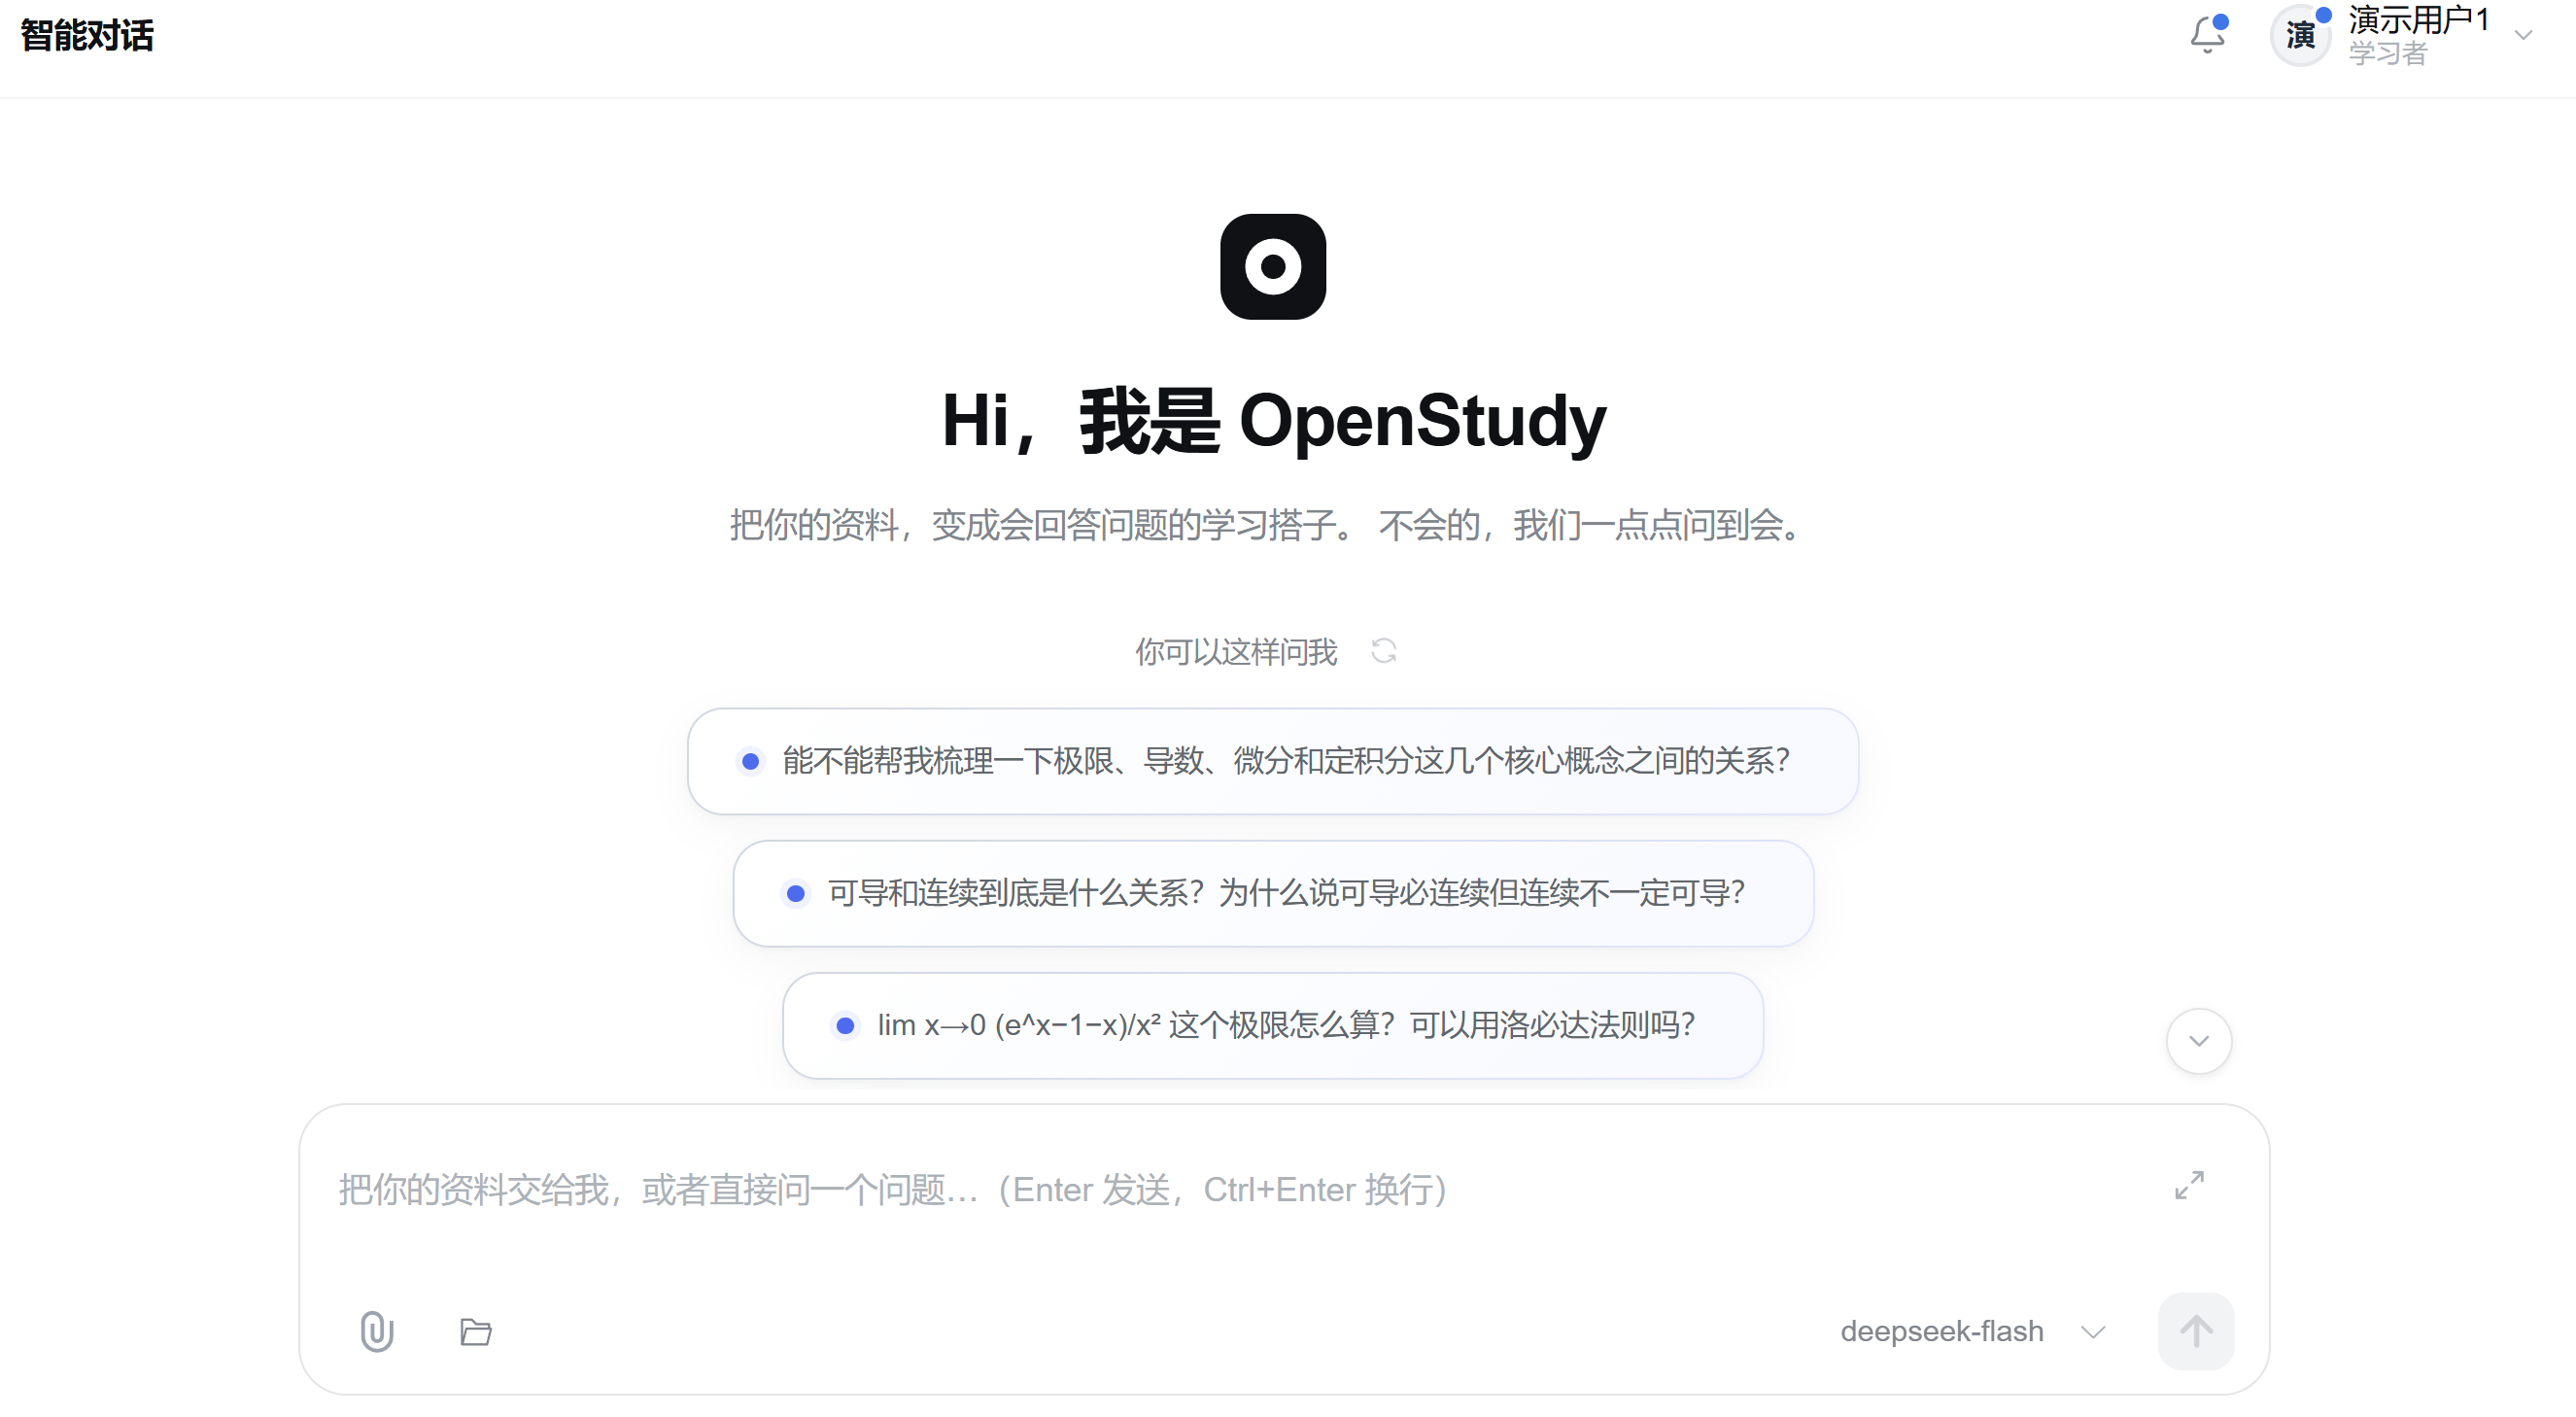 智能对话
演
演示用户1
学习者
Hi，我是 OpenStudy
把你的资料，变成会回答问题的学习搭子。 不会的，我们一点点问到会。
你可以这样问我
能不能帮我梳理一下极限、导数、微分和定积分这几个核心概念之间的关系？
可导和连续到底是什么关系？为什么说可导必连续但连续不一定可导？
lim x→0 (e^x−1−x)/x² 这个极限怎么算？可以用洛必达法则吗？
把你的资料交给我，或者直接问一个问题…（Enter 发送，Ctrl+Enter 换行）
deepseek-flash